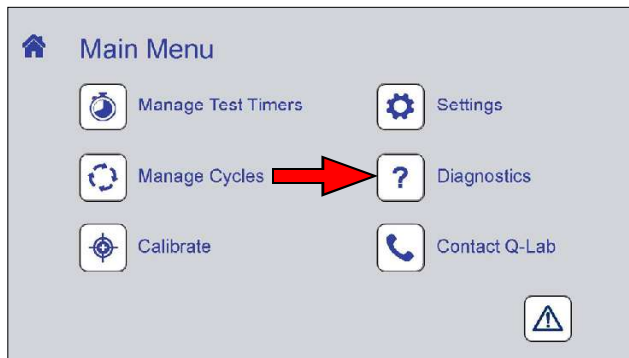 Main Menu
Manage Test Timers
Settings
Manage Cycles
?
Diagnostics
Calibrate
Contact Q-Lab